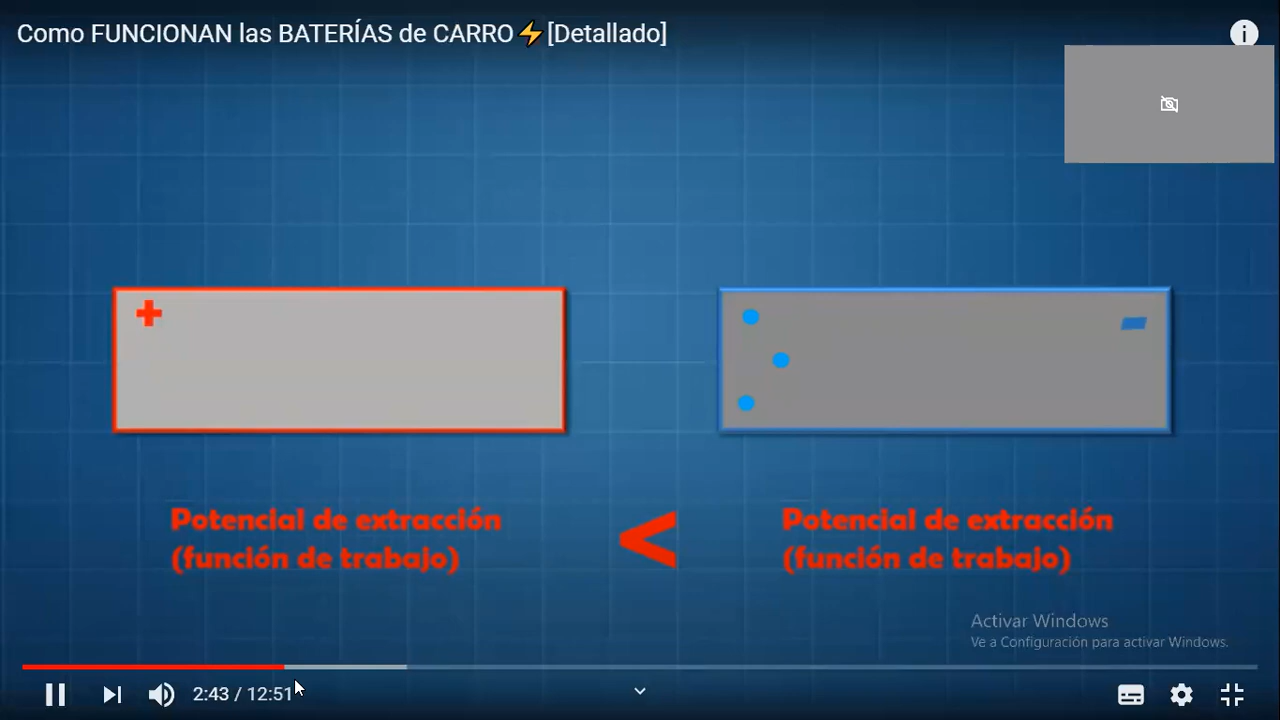 Como FUNCIONAN las BATERÍAS de CARRO⚡[Detallado]
Potencial de extracción
(función de trabajo)
<
Potencial de extracción
(función de trabajo)
Activar Windows
Ve a Configuración para activar Windows.
2:43 / 12:51